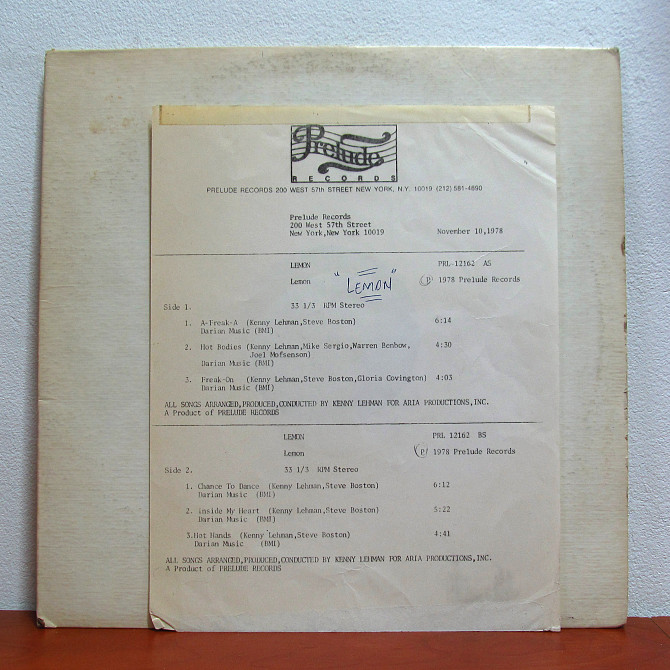 Prelude
RECORDS
PRELUDE RECORDS 200 WEST 57th STREET NEW YORK, N.Y. 10019 (212) 581-4690
Prelude Records
200 West 57th Street
New York,New York 10019 November 10,1978
LEMON PRL-12162 AS
Lemon "LEMON" (P) 1978 Prelude Records
Side 1. 33 1/3 RPM Stereo
1. A-Freak-A (Kenny Lehman,Steve Boston) 6:14
Darian Music (BMI)
2. Hot Bodies (Kenny Lehman,Mike Sergio,Warren Benbow, 4:30
Joel Mofsenson)
Darian Music (BMI)
3. Freak-On (Kenny Lehman,Steve Boston,Gloria Covington) 4:03
Darian Music (BMI)
ALL SONGS ARRANGED,PRODUCED,CONDUCTED BY KENNY LEHMAN FOR ARIA PRODUCTIONS,INC.
A Product of PRELUDE RECORDS
LEMON PRL 12162 BS
Lemon (P) 1978 Prelude Records
Side 2. 33 1/3 RPM Stereo
1. Chance To Dance (Kenny Lehman,Steve Boston) 6:12
Darian Music (BMI)
2. inside My Heart (Kenny Lehman,Steve Boston) 5:22
Darian Music (BMI)
3.Hot Hands (Kenny Lehman,Steve Boston) 4:41
Darian Music (BMI)
ALL SONGS ARRANGED,PRODUCED,CONDUCTED BY KENNY LEHMAN FOR ARIA PRODUCTIONS,INC.
A Product of PRELUDE RECORDS